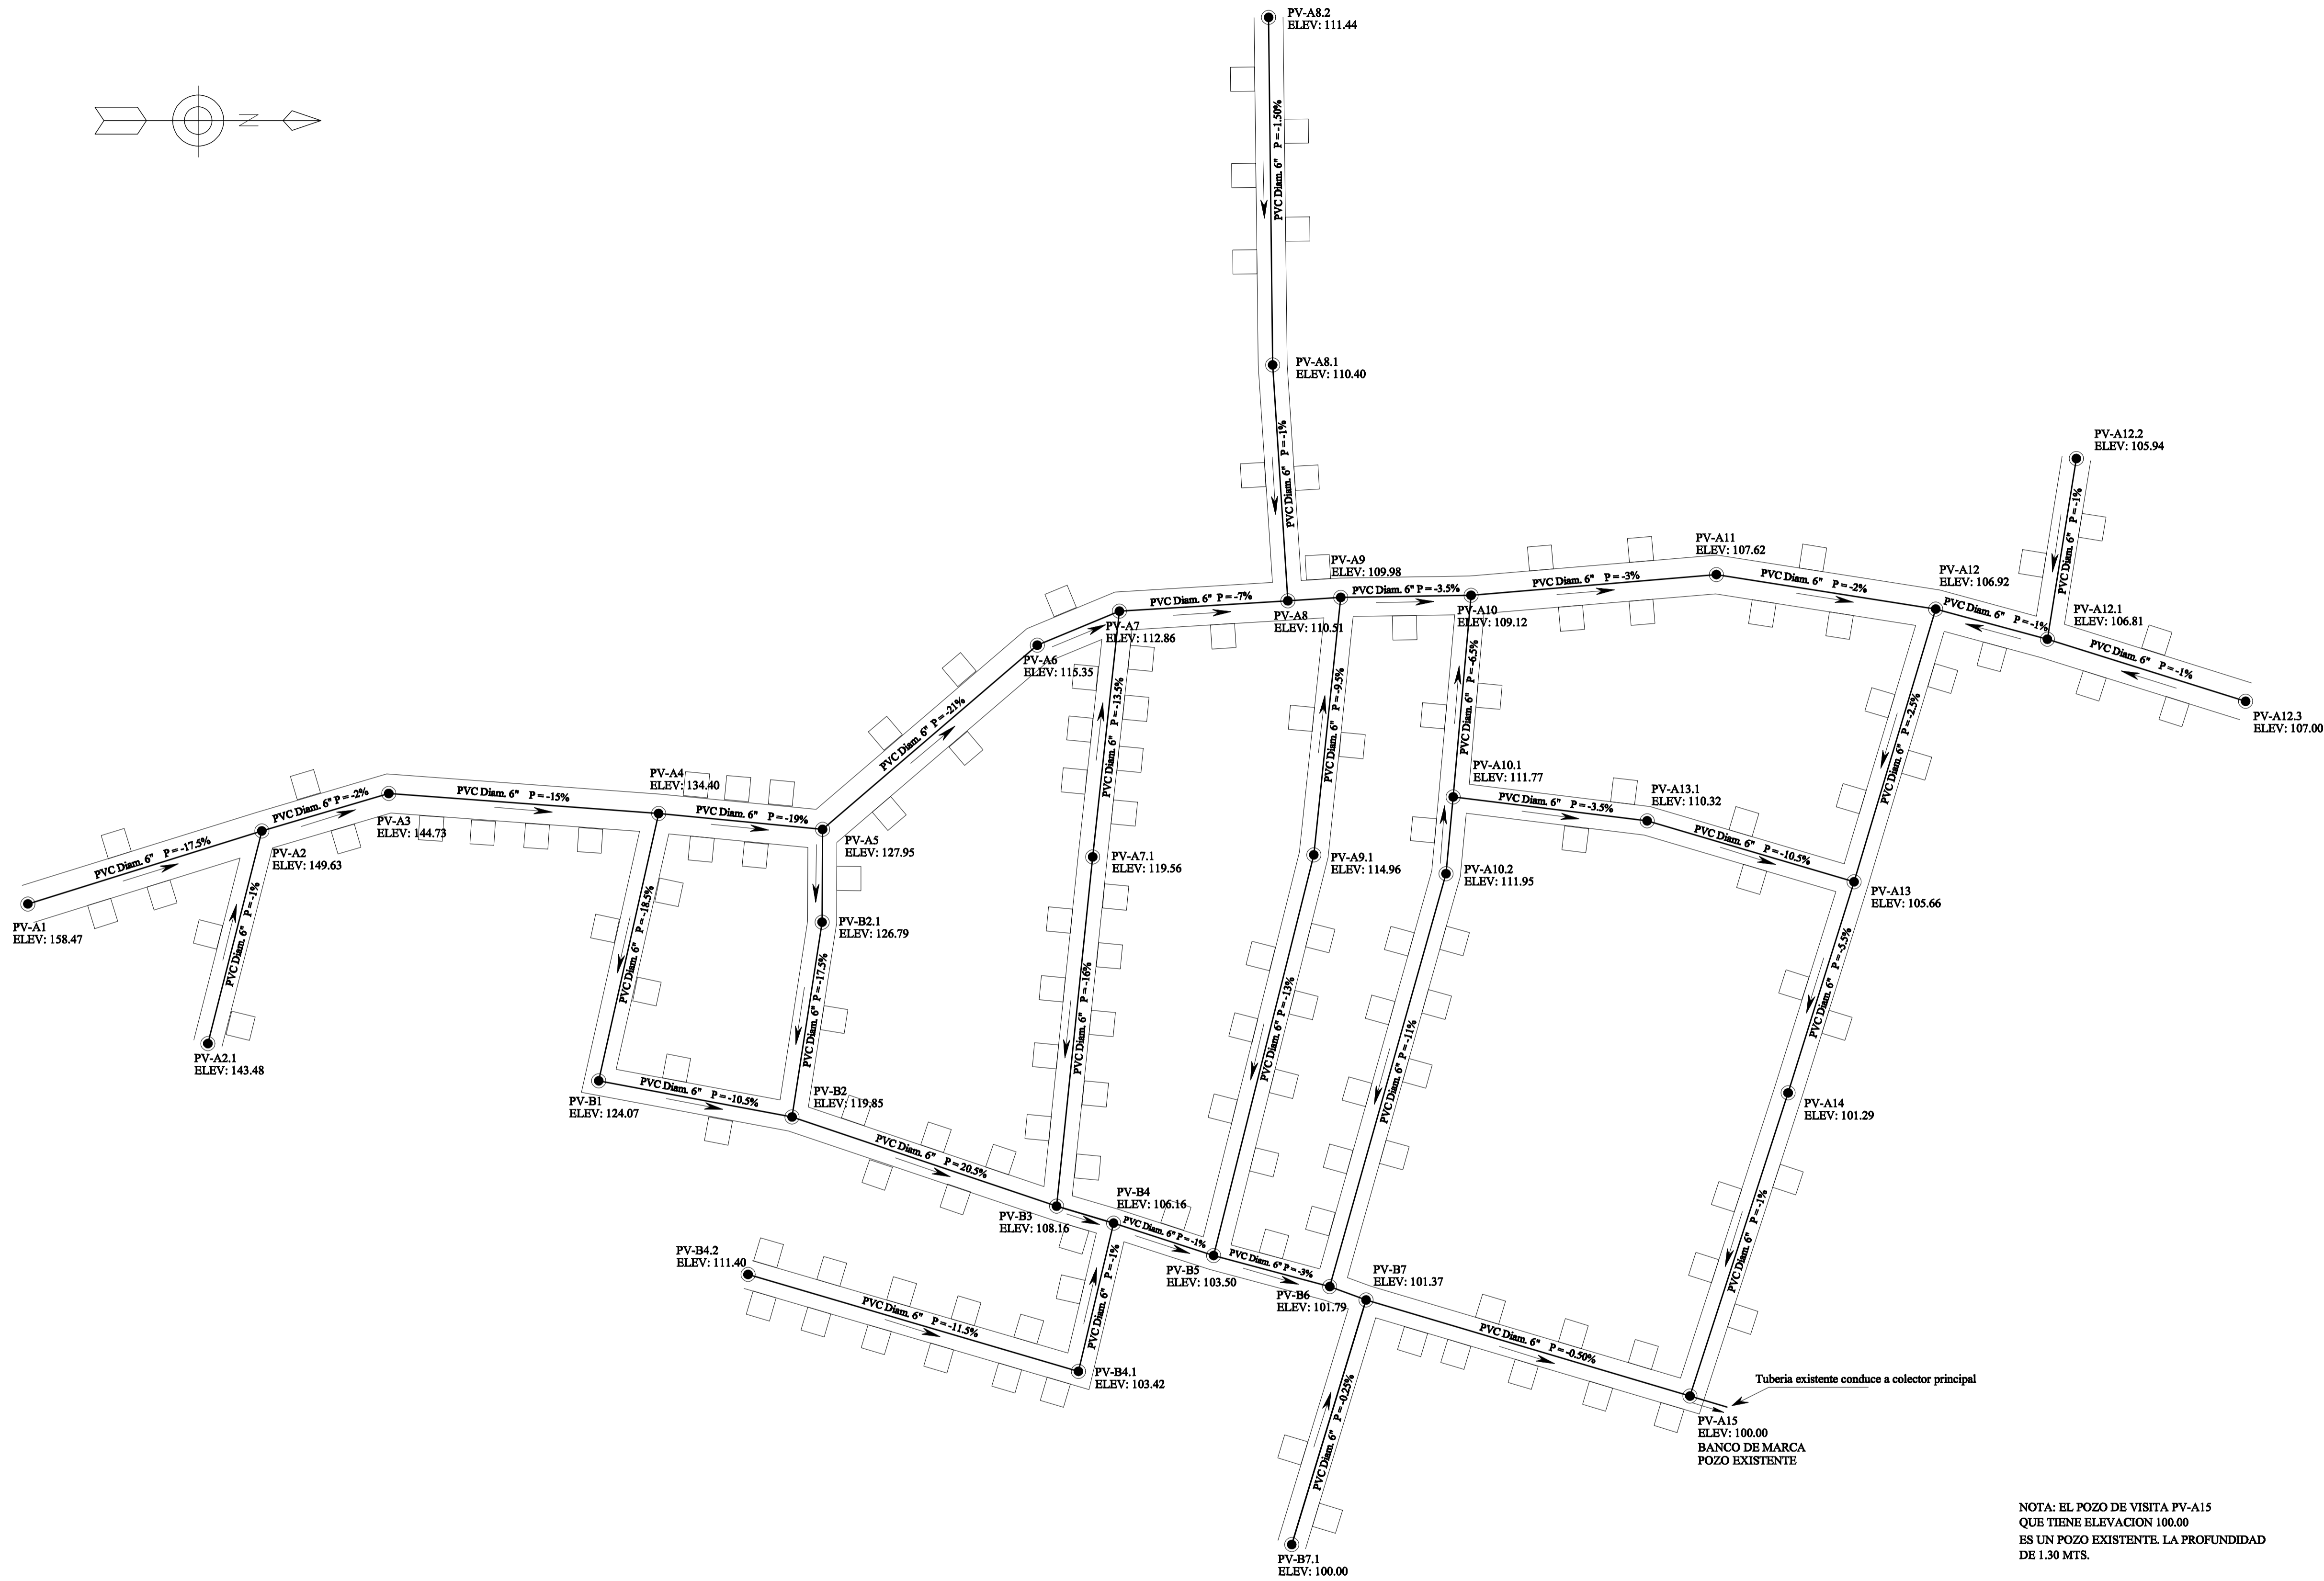 PV-A8.2
ELEV: 111.44
PVC Diam. 6" P = -1.50%
N
PV-A8.1
ELEV: 110.40
PVC Diam. 6" P = -1%
PV-A12.2
ELEV: 105.94
PVC Diam. 6" P = -1%
PV-A11
ELEV: 107.62
PV-A9
ELEV: 109.98
PV-A12
ELEV: 106.92
PVC Diam. 6" P = -7%
PVC Diam. 6" P = -3.5%
PVC Diam. 6" P = -3%
PVC Diam. 6" P = -2%
PVC Diam. 6" P = -1%
PV-A12.1
ELEV: 106.81
PV-A7
ELEV: 112.86
PV-A8
ELEV: 110.51
PV-A10
ELEV: 109.12
PVC Diam. 6" P = -1%
PV-A6
ELEV: 115.35
PV-A12.3
ELEV: 107.00
PVC Diam. 6" P = -21%
PVC Diam. 6" P = -13.5%
PVC Diam. 6" P = -9.5%
PVC Diam. 6" P = -6.5%
PVC Diam. 6" P = -2.5%
PV-A4
ELEV: 134.40
PV-A10.1
ELEV: 111.77
PV-A13.1
ELEV: 110.32
PVC Diam. 6" P = -2%
PVC Diam. 6" P = -15%
PVC Diam. 6" P = -19%
PVC Diam. 6" P = -3.5%
PVC Diam. 6" P = -10.5%
PV-A3
ELEV: 144.73
PVC Diam. 6" P = -17.5%
PV-A2
ELEV: 149.63
PV-A5
ELEV: 127.95
PV-A7.1
ELEV: 119.56
PV-A9.1
ELEV: 114.96
PV-A10.2
ELEV: 111.95
PV-A13
ELEV: 105.66
PV-A1
ELEV: 158.47
PVC Diam. 6" P = -1%
PVC Diam. 6" P = -18.5%
PV-B2.1
ELEV: 126.79
PVC Diam. 6" P = -17.5%
PVC Diam. 6" P = -16%
PVC Diam. 6" P = -13%
PVC Diam. 6" P = -11%
PVC Diam. 6" P = -5.5%
PV-A2.1
ELEV: 143.48
PVC Diam. 6" P = -10.5%
PV-B1
ELEV: 124.07
PV-B2
ELEV: 119.85
PV-A14
ELEV: 101.29
PVC Diam. 6" P = 20.5%
PV-B4
ELEV: 106.16
PV-B3
ELEV: 108.16
PVC Diam. 6" P = -1%
PVC Diam. 6" P = -1%
PVC Diam. 6" P = -3%
PVC Diam. 6" P = -1%
PV-B4.2
ELEV: 111.40
PV-B5
ELEV: 103.50
PV-B7
ELEV: 101.37
PV-B6
ELEV: 101.79
PVC Diam. 6" P = -11.5%
PVC Diam. 6" P = -0.50%
PV-B4.1
ELEV: 103.42
PVC Diam. 6" P = -0.25%
Tuberia existente conduce a colector principal
PV-A15
ELEV: 100.00
BANCO DE MARCA
POZO EXISTENTE
PV-B7.1
ELEV: 100.00
NOTA: EL POZO DE VISITA PV-A15
QUE TIENE ELEVACION 100.00
ES UN POZO EXISTENTE. LA PROFUNDIDAD
DE 1.30 MTS.